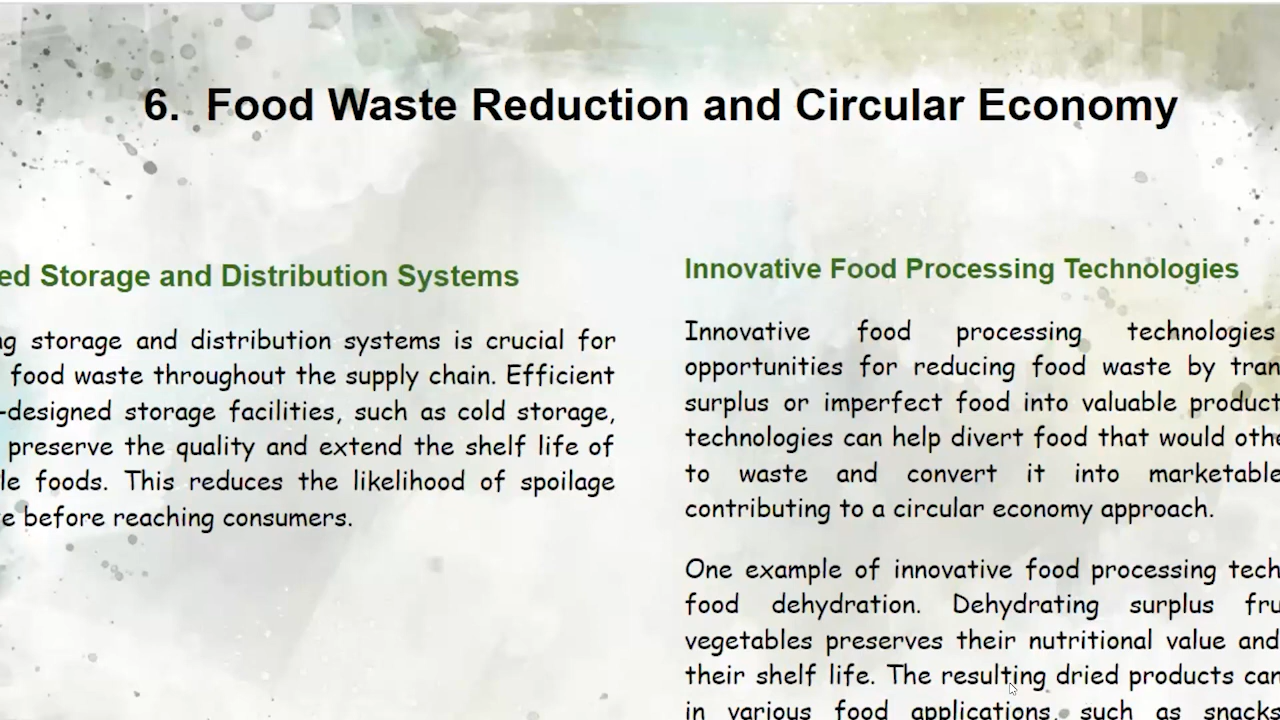 6. Food Waste Reduction and Circular Economy
ed Storage and Distribution Systems
ng storage and distribution systems is crucial for
food waste throughout the supply chain. Efficient
-designed storage facilities, such as cold storage,
preserve the quality and extend the shelf life of
le foods. This reduces the likelihood of spoilage
e before reaching consumers.
Innovative Food Processing Technologies
Innovative food processing technologies
opportunities for reducing food waste by tran
surplus or imperfect food into valuable product
technologies can help divert food that would othe
to waste and convert it into marketable
contributing to a circular economy approach.
One example of innovative food processing tech
food dehydration. Dehydrating surplus fru
vegetables preserves their nutritional value and
their shelf life. The resulting dried products can
in various food applications, such as snacks